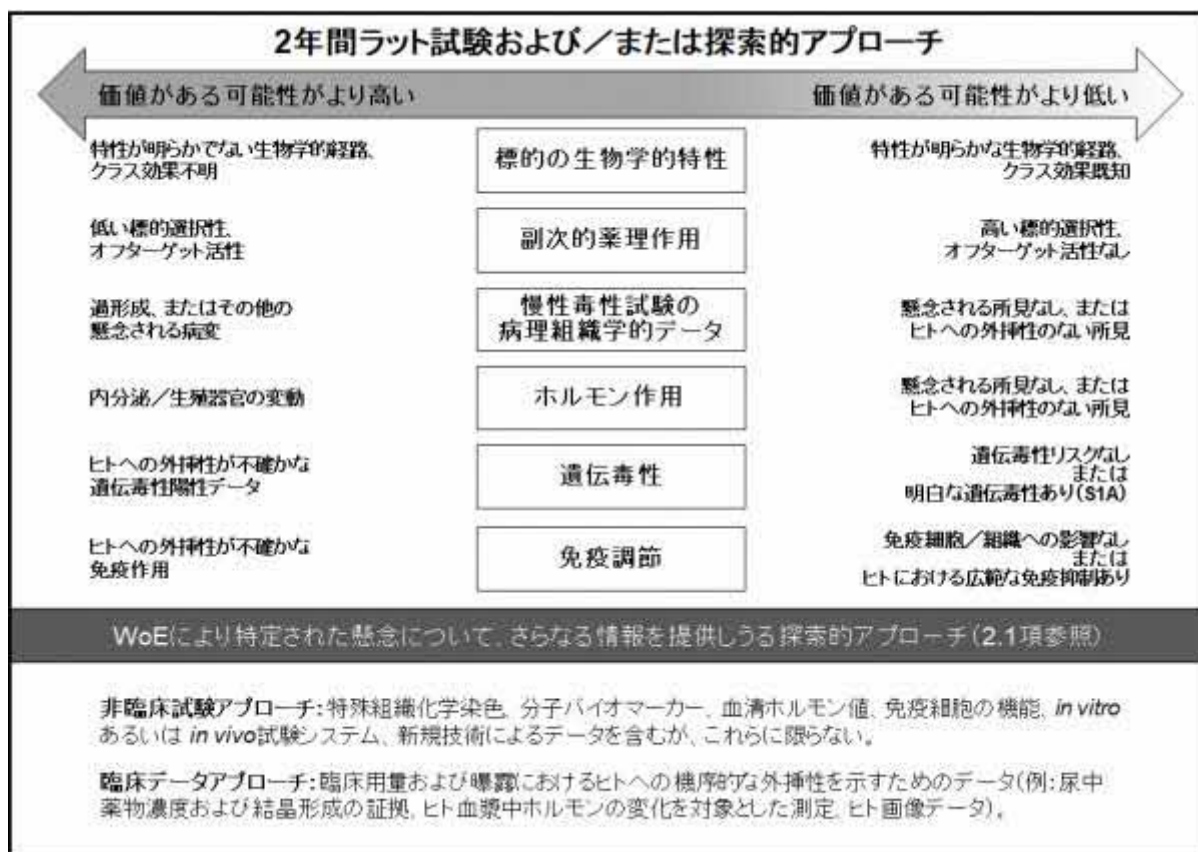 2年間ラット試験および／または探索的アプローチ
価値がある可能性がより高い
価値がある可能性がより低い
特性が明らかでない生物学的経路、
クラス効果不明
標的の生物学的特性
特性が明らかな生物学的経路、
クラス効果既知
低い標的選択性、
オフターゲット活性
副次的薬理作用
高い標的選択性、
オフターゲット活性なし
過形成、またはその他の
懸念される病変
慢性毒性試験の
病理組織学的データ
懸念される所見なし、または
ヒトへの外挿性のない所見
内分泌／生殖器官の変動
ホルモン作用
懸念される所見なし、または
ヒトへの外挿性のない所見
ヒトへの外挿性が不確かな
遺伝毒性陽性データ
遺伝毒性
遺伝毒性リスクなし
または
明白な遺伝毒性あり(S1A)
ヒトへの外挿性が不確かな
免疫作用
免疫調節
免疫細胞／組織への影響なし
または
ヒトにおける広範な免疫抑制あり
WoEにより特定された懸念について、さらなる情報を提供しうる探索的アプローチ（2.1項参照）
非臨床試験アプローチ：特殊組織化学染色、分子バイオマーカー、血清ホルモン値、免疫細胞の機能、in vitro
あるいは in vivo試験システム、新規技術によるデータを含むが、これらに限らない。
臨床データアプローチ：臨床用量および曝露におけるヒトへの機序的な外挿性を示すためのデータ(例：尿中
薬物濃度および結晶形成の証拠、ヒト血漿中ホルモンの変化を対象とした測定、ヒト画像データ)。